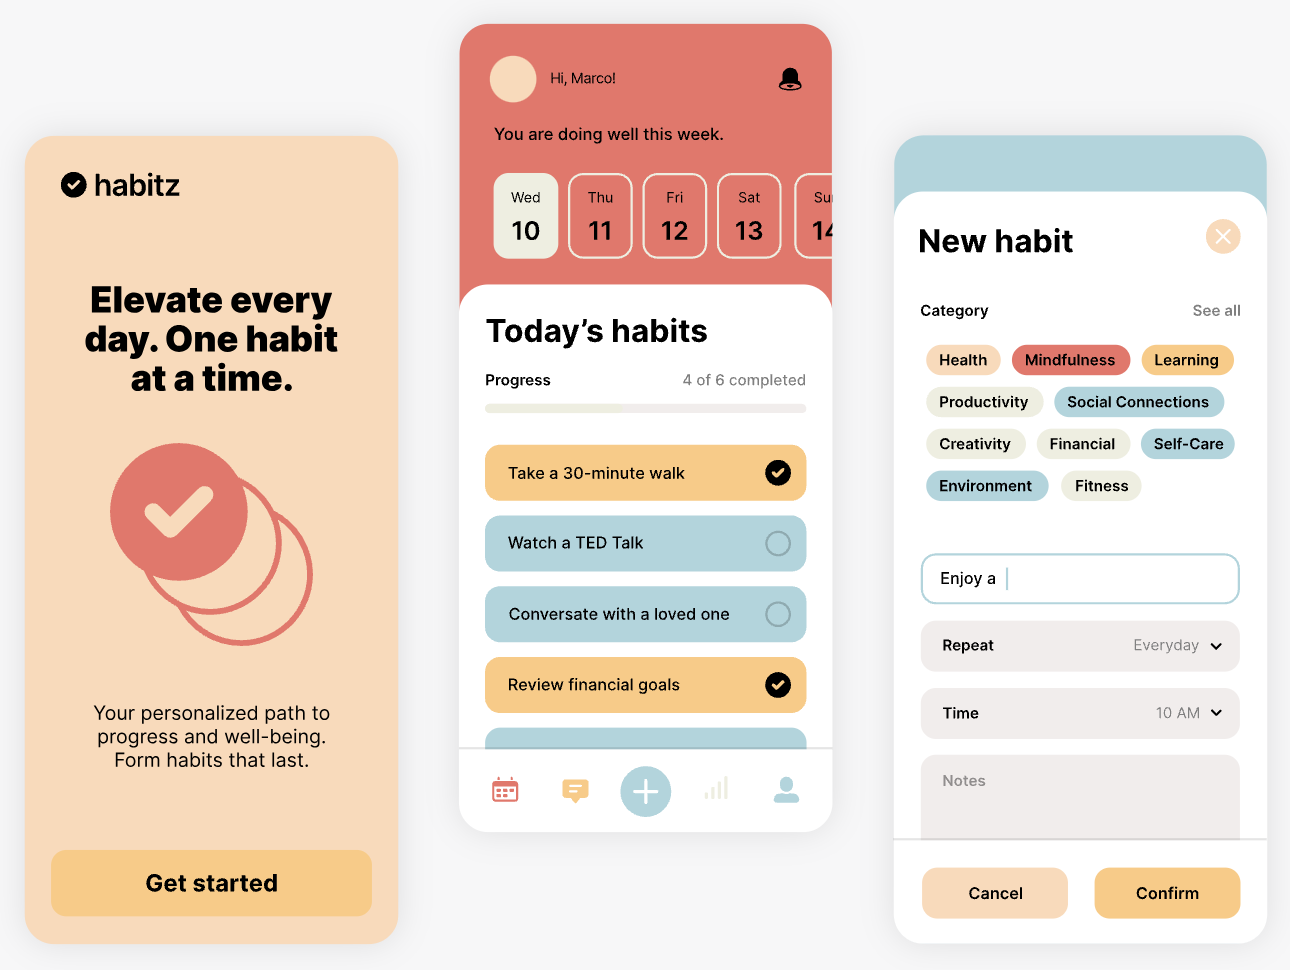 habitz
Elevate every
day. One habit
at a time.
Your personalized path to
progress and well-being.
Form habits that last.
Get started
Hi, Marco!
You are doing well this week.
Wed Thu Fri Sat
10 11 12 13 14
Today’s habits
Progress 4 of 6 completed
Take a 30-minute walk
Watch a TED Talk
Conversate with a loved one
Review financial goals
New habit
Category See all
Health Mindfulness Learning
Productivity Social Connections
Creativity Financial Self-Care
Environment Fitness
Enjoy a
Repeat Everyday
Time 10 AM
Notes
Cancel Confirm